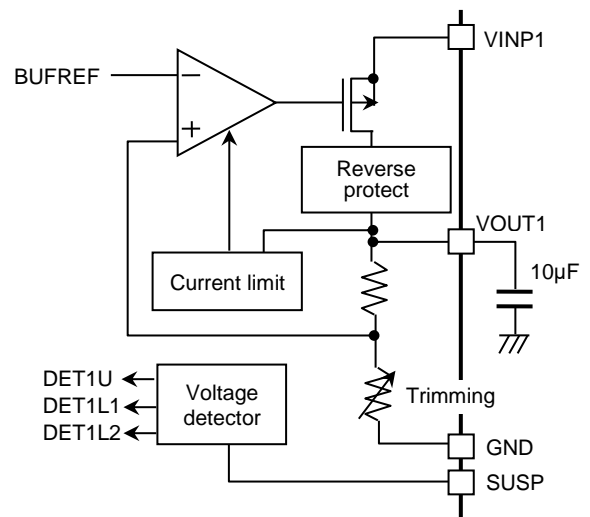 VINP1
BUFREF
−
+
Reverse
protect
VOUT1
10µF
Current limit
DET1U
DET1L1
DET1L2
Voltage
detector
Trimming
GND
SUSP